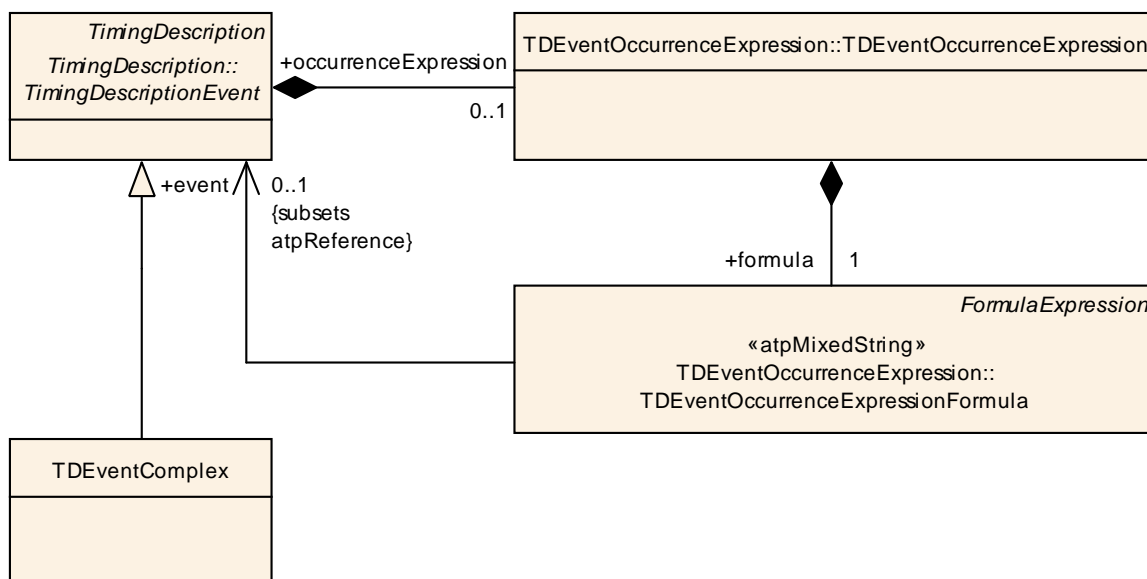 TimingDescription
TimingDescription::
TimingDescriptionEvent
+occurrenceExpression
0..1
TDEventOccurrenceExpression::TDEventOccurrenceExpression
+event
0..1
{subsets
atpReference}
+formula 1
FormulaExpression
«atpMixedString»
TDEventOccurrenceExpression::
TDEventOccurrenceExpressionFormula
TDEventComplex